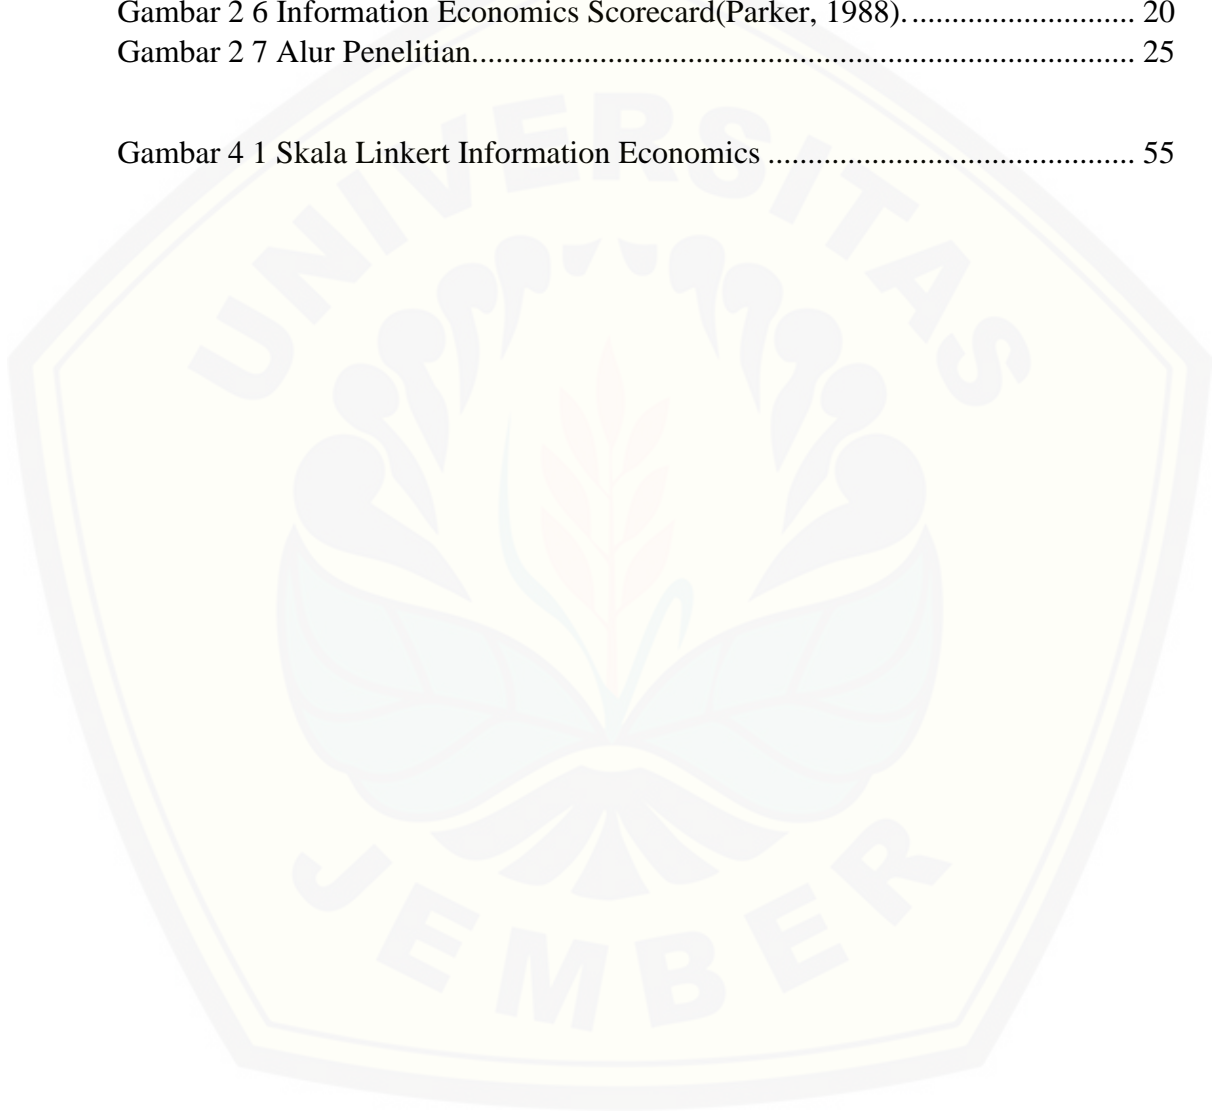 Gambar 2 6 Information Economics Scorecard(Parker, 1988). ............................ 20
Gambar 2 7 Alur Penelitian.................................................................................... 25
Gambar 4 1 Skala Linkert Information Economics .............................................. 55
UNIVERSITAS
JEMBER